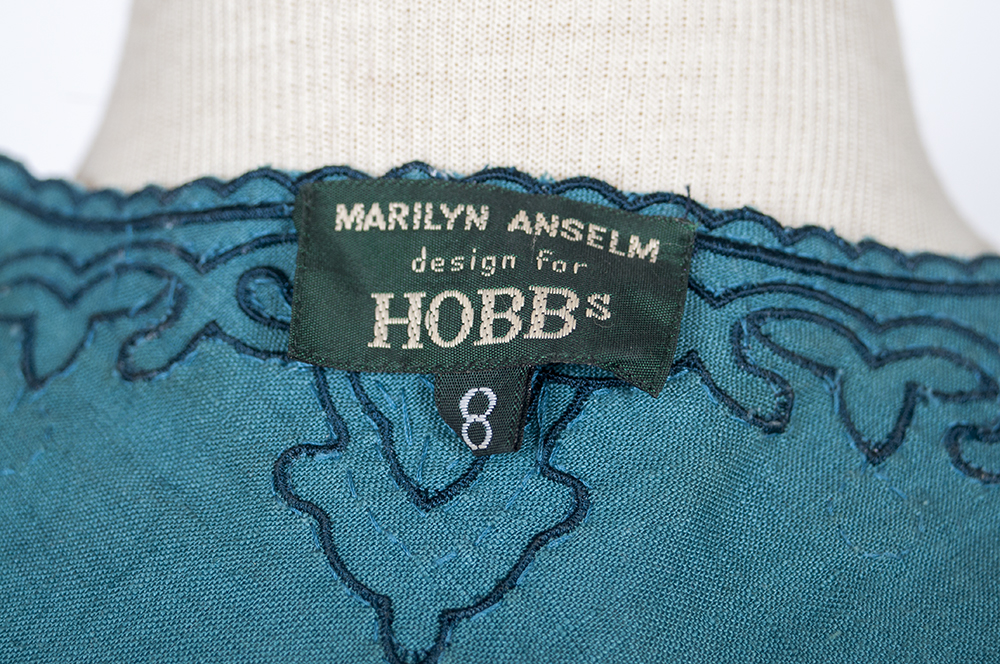 MARILYN ANSELM
design for
HOBBs
8